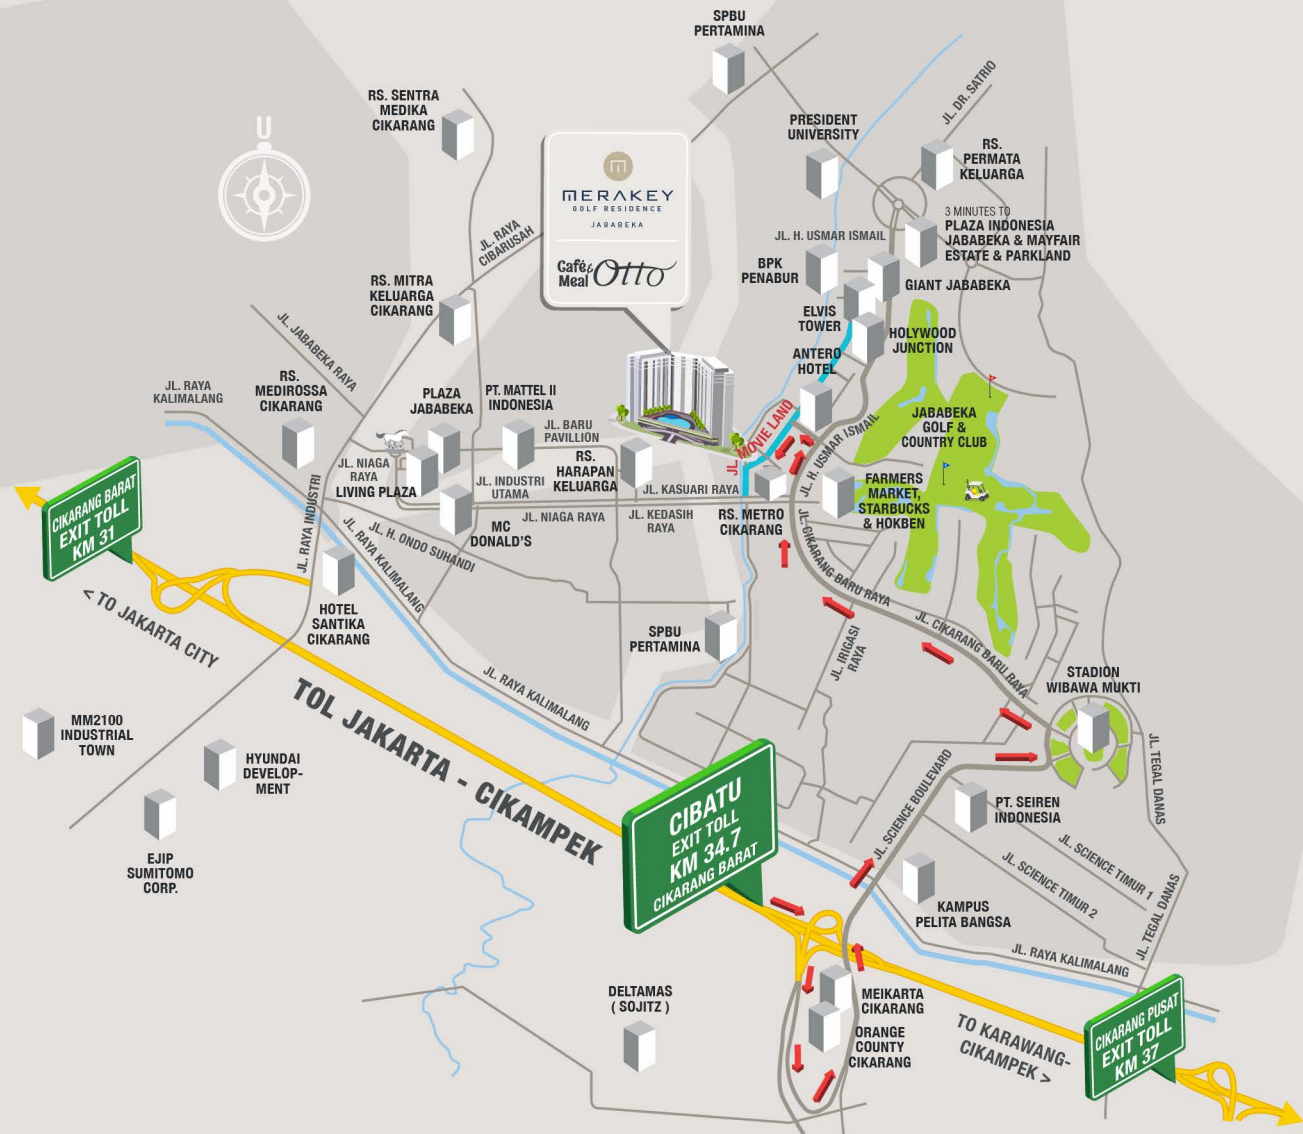 SPBU
PERTAMINA
RS. SENTRA
MEDIKA
CIKARANG
U
MERAKEY
GOLF RESIDENCE
JABABEKA
Café &
Meal
Otto
PRESIDENT
UNIVERSITY
JL. DR. SATRIO
RS.
PERMATA
KELUARGA
3 MINUTES TO
PLAZA INDONESIA
JABABEKA & MAYFAIR
ESTATE & PARKLAND
JL. RAYA
CIBARUSAH
JL. H. USMAR ISMAIL
BPK
PENABUR
GIANT JABABEKA
RS. MITRA
KELUARGA
CIKARANG
ELVIS
TOWER
HOLYWOOD
JUNCTION
ANTERO
HOTEL
JL. JABABEKA RAYA
JL. RAYA
KALIMALANG
RS.
MEDIROSSA
CIKARANG
PLAZA
JABABEKA
PT. MATTEL II
INDONESIA
JL. BARU
PAVILLION
JL. MOVIE LAND
JL. H. USMAR ISMAIL
JABABEKA
GOLF &
COUNTRY CLUB
JL. NIAGA
RAYA
LIVING PLAZA
JL. INDUSTRI
UTAMA
RS.
HARAPAN
KELUARGA
JL. KASUARI RAYA
FARMERS
MARKET,
STARBUCKS
& HOKBEN
CIKARANG BARAT
EXIT TOLL
KM 31
JL. RAYA INDUSTRI
JL. RAYA KALIMALANG
JL. H. ONDO SUHANDI
MC
DONALD'S
JL. NIAGA RAYA
JL. KEDASIH
RAYA
RS. METRO
CIKARANG
JL. CIKARANG BARU RAYA
< TO JAKARTA CITY
HOTEL
SANTIKA
CIKARANG
SPBU
PERTAMINA
JL. IRIGASI
RAYA
JL. CIKARANG BARU RAYA
STADION
WIBAWA MUKTI
JL. RAYA KALIMALANG
TOL JAKARTA - CIKAMPEK
MM2100
INDUSTRIAL
TOWN
HYUNDAI
DEVELOP-
MENT
EJIP
SUMITOMO
CORP.
CIBATU
EXIT TOLL
KM 34.7
CIKARANG BARAT
JL. SCIENCE BOULEVARD
PT. SEIREN
INDONESIA
JL. TEGAL DANAS
JL. SCIENCE TIMUR 1
JL. SCIENCE TIMUR 2
KAMPUS
PELITA BANGSA
JL. TEGAL DANAS
JL. RAYA KALIMALANG
DELTAMAS
( SOJITZ )
MEIKARTA
CIKARANG
ORANGE
COUNTY
CIKARANG
TO KARAWANG-
CIKAMPEK >
CIKARANG PUSAT
EXIT TOLL
KM 37